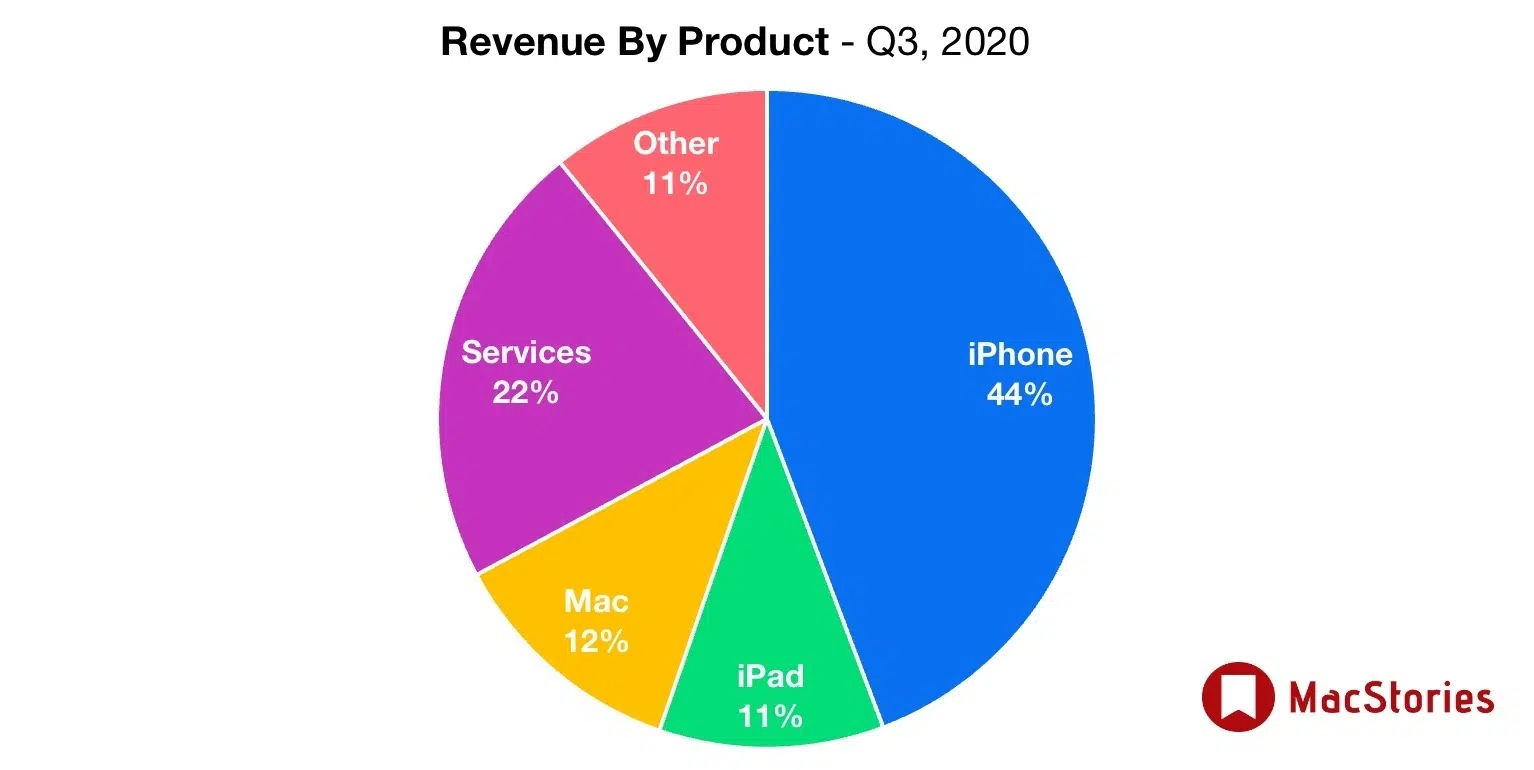 Revenue By Product - Q3, 2020
Other
11%
iPhone
44%
Services
22%
Mac
12%
iPad
11%
MacStories